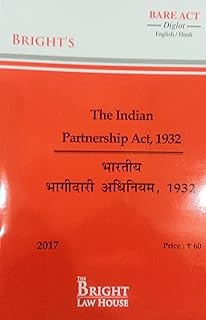 BARE ACT
Diglot
English / Hindi
BRIGHT'S
The Indian
Partnership Act, 1932
भारतीय
भागीदारी अधिनियम, 1932
2017
Price : ₹ 60
THE BRIGHT
LAW HOUSE